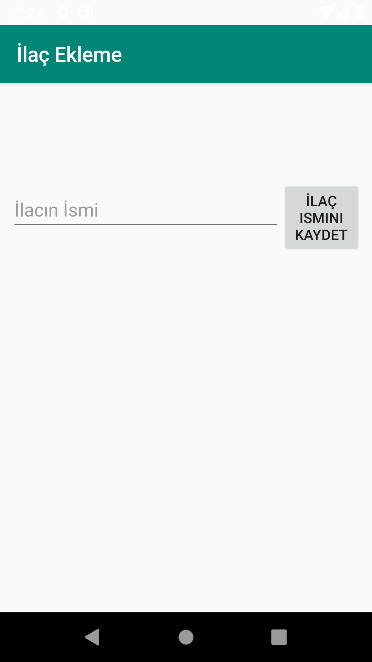 İlaç Ekleme
İlacın İsmi
İLAÇ
ISMINI
KAYDET